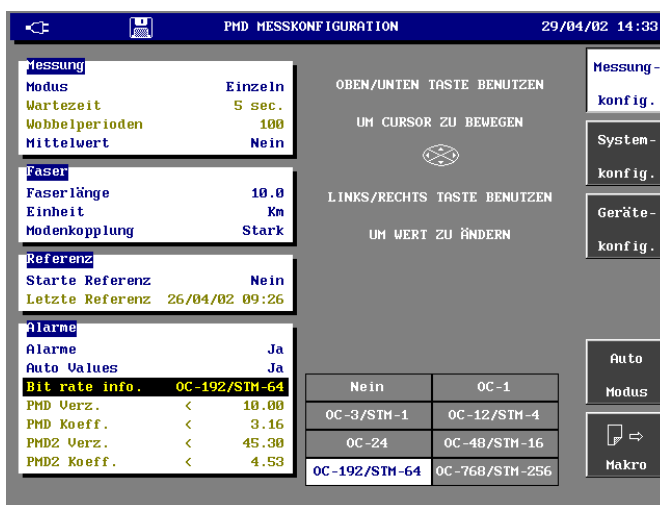 PMD MESSKONFIGURATION 29/04/02 14:33
Messung
Modus Einzeln
Wartezeit 5 sec.
Wobbelperioden 100
Mittelwert Nein
Faser
Faserlänge 10.0
Einheit Km
Modenkopplung Stark
Referenz
Starte Referenz Nein
Letzte Referenz 26/04/02 09:26
Alarme
Alarme Ja
Auto Values Ja
Bit rate info. OC-192/STM-64
PMD Verz. < 10.00
PMD Koeff. < 3.16
PMD2 Verz. < 45.30
PMD2 Koeff. < 4.53
OBEN/UNTEN TASTE BENUTZEN
UM CURSOR ZU BEWEGEN
LINKS/RECHTS TASTE BENUTZEN
UM WERT ZU ÄNDERN
Nein OC-1
OC-3/STM-1 OC-12/STM-4
OC-24 OC-48/STM-16
OC-192/STM-64 OC-768/STM-256
Messung-
konfig.
System-
konfig.
Geräte-
konfig.
Auto
Modus
Makro